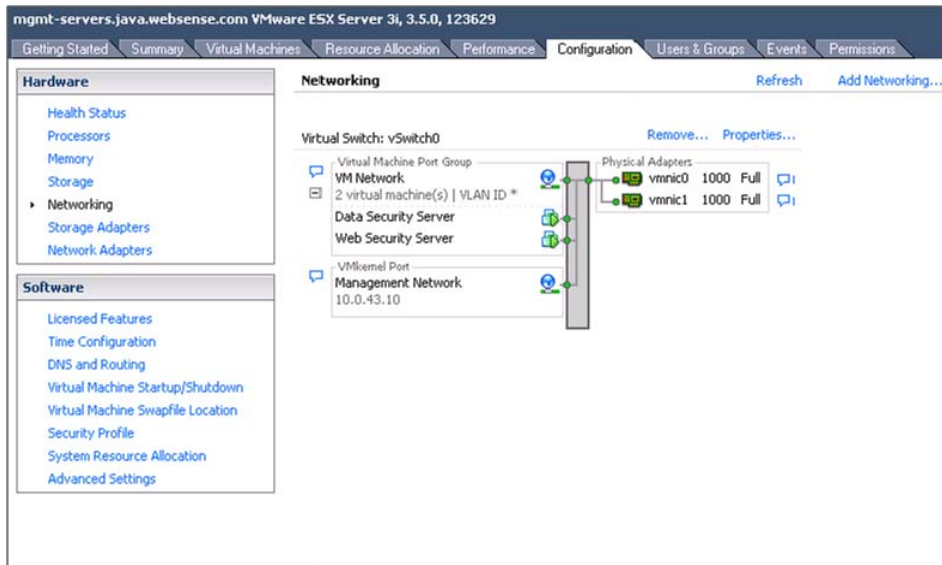 mgmt-servers.java.websense.com VMware ESX Server 3i, 3.5.0, 123629
Getting Started Summary Virtual Machines Resource Allocation Performance Configuration Users & Groups Events Permissions
Hardware
Health Status
Processors
Memory
Storage
Networking
Storage Adapters
Network Adapters
Software
Licensed Features
Time Configuration
DNS and Routing
Virtual Machine Startup/Shutdown
Virtual Machine Swapfile Location
Security Profile
System Resource Allocation
Advanced Settings
Networking Refresh Add Networking...
Virtual Switch: vSwitch0 Remove... Properties...
Virtual Machine Port Group
VM Network
2 virtual machine(s) | VLAN ID *
Data Security Server
Web Security Server
VMkernel Port
Management Network
10.0.43.10
Physical Adapters
vmnic0 1000 Full
vmnic1 1000 Full